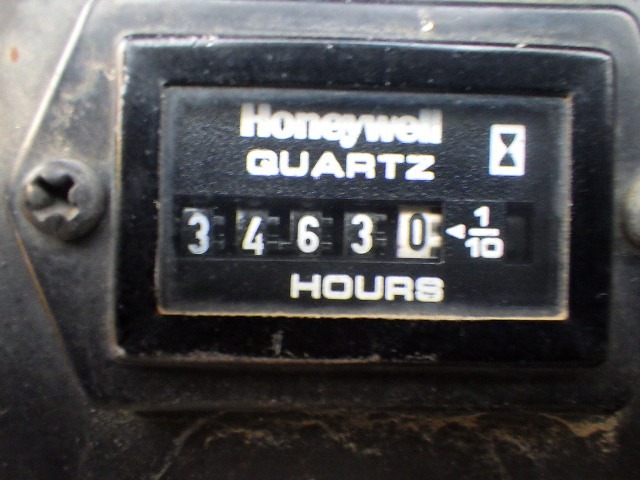 Honeywell
QUARTZ
3 4 6 3 0 ◄ 1/10
HOURS